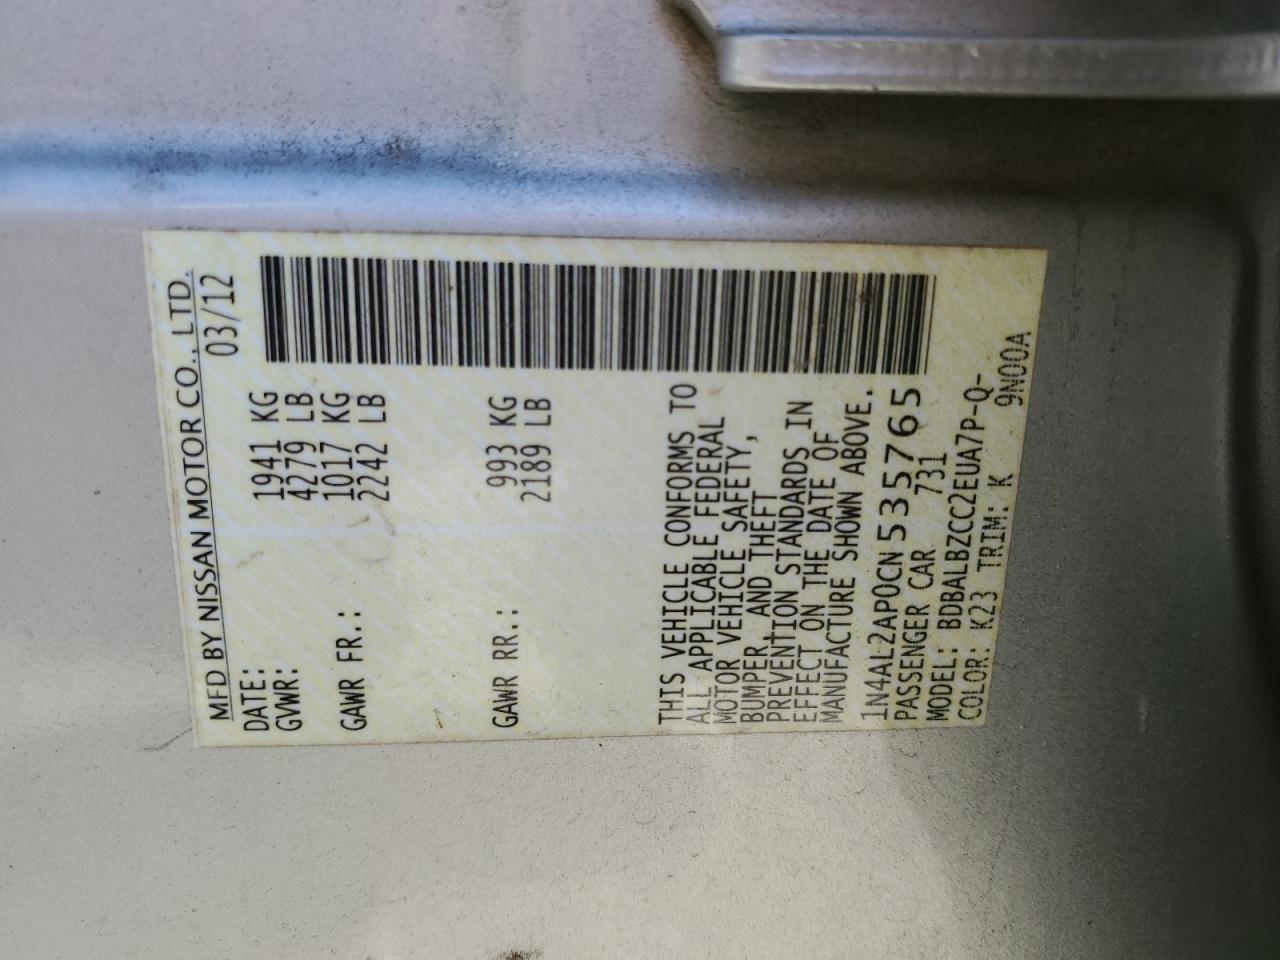 MFD BY NISSAN MOTOR CO., LTD.
DATE: 03/12
GVWR: 1941 KG
4279 LB
GAWR FR.: 1017 KG
2242 LB
GAWR RR.: 993 KG
2189 LB
THIS VEHICLE CONFORMS TO
ALL APPLICABLE FEDERAL
MOTOR VEHICLE SAFETY,
BUMPER, AND THEFT
PREVENTION STANDARDS IN
EFFECT ON THE DATE OF
MANUFACTURE SHOWN ABOVE.
1N4AL2AP0CN535765
PASSENGER CAR 731
MODEL: BDBALBZCC2EUA7P-Q-
COLOR: K23 TRIM: K 9N00A